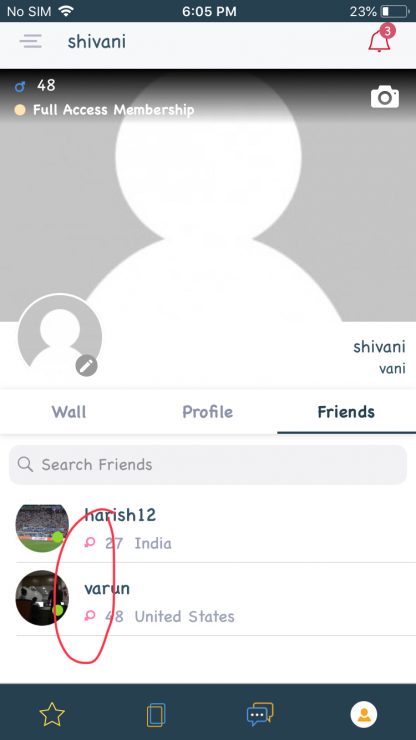 No SIM 6:05 PM 23%
shivani 3
48
Full Access Membership
shivani
vani
Wall Profile Friends
Search Friends
harish12
27 India
varun
48 United States